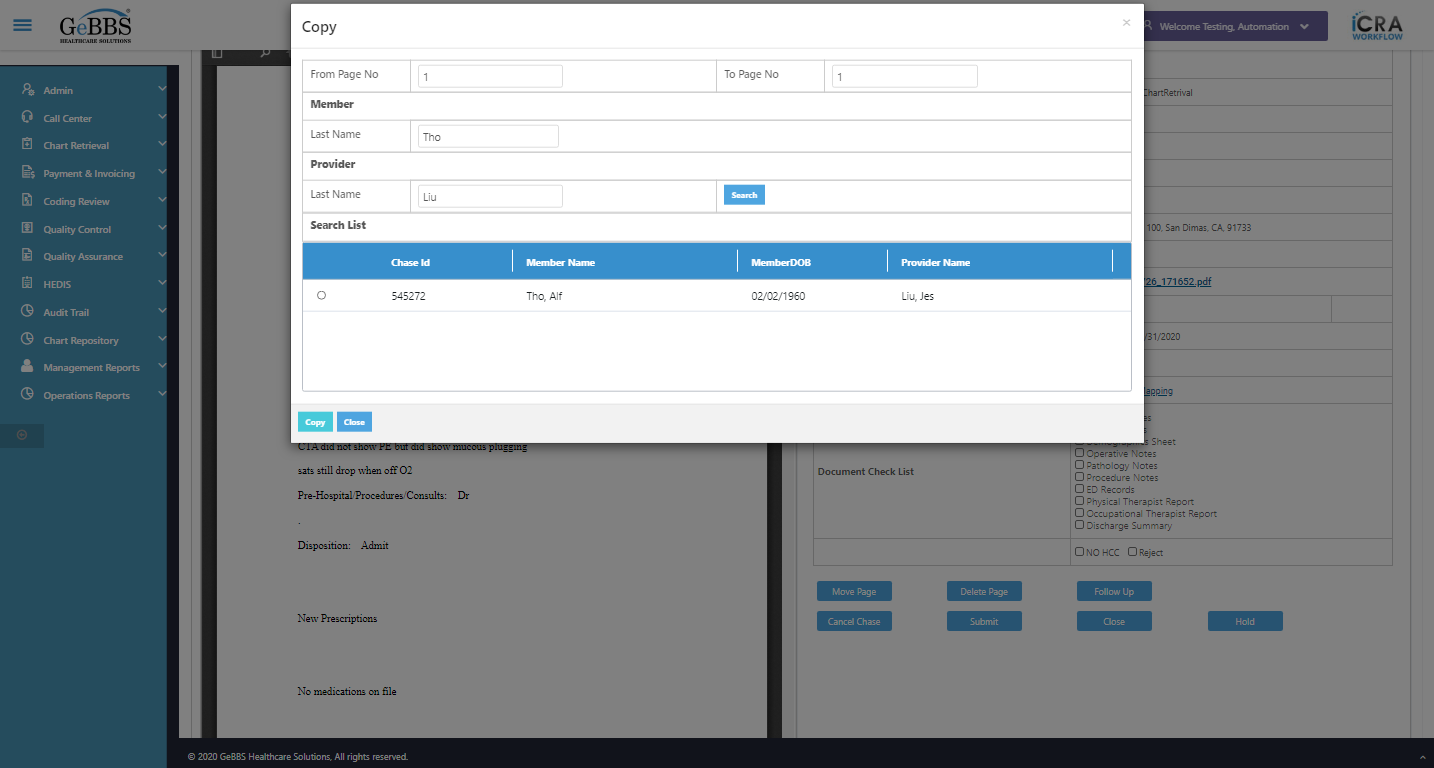 GeBBS
HEALTHCARE SOLUTIONS
Copy
×
Welcome Testing, Automation
iCRA
WORKFLOW
From Page No
1
To Page No
1
Member
Last Name
Tho
Provider
Last Name
Liu
Search
Search List
Chase Id
Member Name
MemberDOB
Provider Name
545272
Tho, Alf
02/02/1960
Liu, Jes
Copy
Close
Admin
Call Center
Chart Retrieval
Payment & Invoicing
Coding Review
Quality Control
Quality Assurance
HEDIS
Audit Trail
Chart Repository
Management Reports
Operations Reports
CTA did not show PE but did show mucous plugging
sats still drop when off O2
Pre-Hospital/Procedures/Consults: Dr
.
Disposition: Admit
New Prescriptions
No medications on file
ChartRetrival
100, San Dimas, CA, 91733
26_171652.pdf
/31/2020
apping
Document Check List
Sheet
Operative Notes
Pathology Notes
Procedure Notes
ED Records
Physical Therapist Report
Occupational Therapist Report
Discharge Summary
NO HCC Reject
Move Page
Delete Page
Follow Up
Cancel Chase
Submit
Close
Hold
© 2020 GeBBS Healthcare Solutions, All rights reserved.